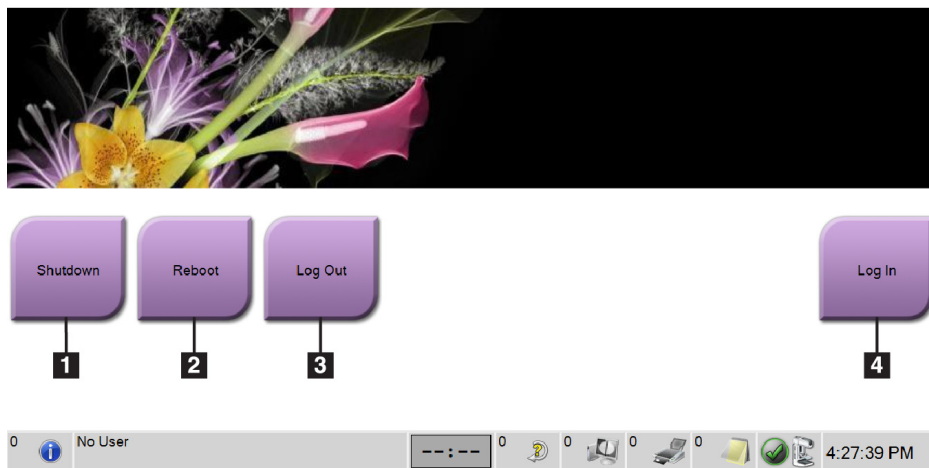 Shutdown
Reboot
Log Out
Log In
1
2
3
4
0
No User
--:--
0
0
0
0
4:27:39 PM